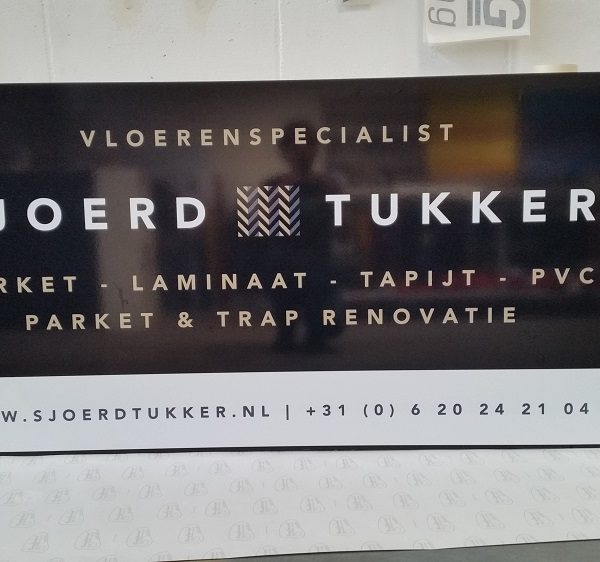 VLOERENSPECIALIST
JOERD TUKKER
RKET - LAMINAAT - TAPIJT - PVC
PARKET & TRAP RENOVATIE
W.SJOERDTUKKER.NL | +31 (0) 6 20 24 21 04